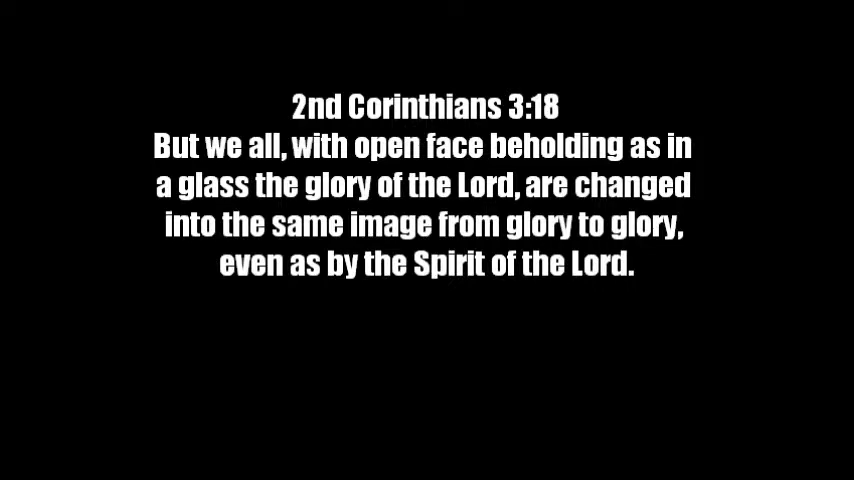 2nd Corinthians 3:18
But we all, with open face beholding as in
a glass the glory of the Lord, are changed
into the same image from glory to glory,
even as by the Spirit of the Lord.